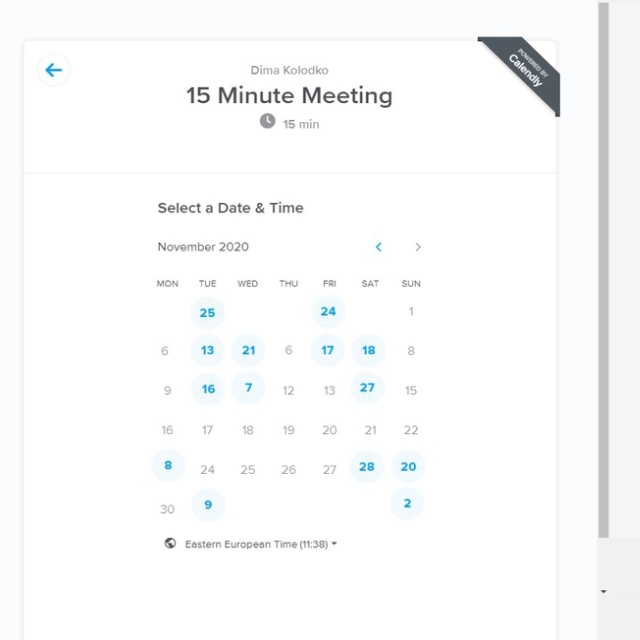 POWERED BY
Calendly
Dima Kolodko
15 Minute Meeting
15 min
Select a Date & Time
November 2020 < >
MON TUE WED THU FRI SAT SUN
25 24 1
6 13 21 6 17 18 8
9 16 7 12 13 27 15
16 17 18 19 20 21 22
8 24 25 26 27 28 20
30 9 2
Eastern European Time (11:38)